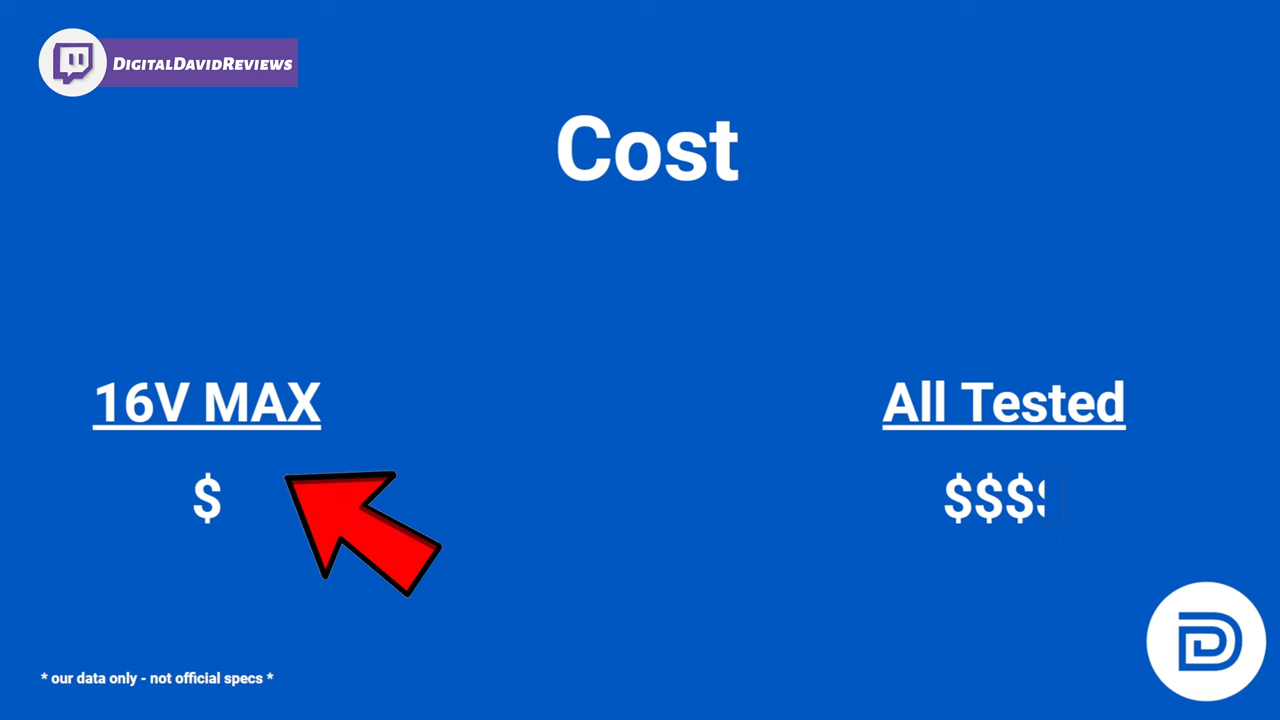 DigitalDavidReviews
Cost
16V MAX
All Tested
$
$$$
* our data only - not official specs *